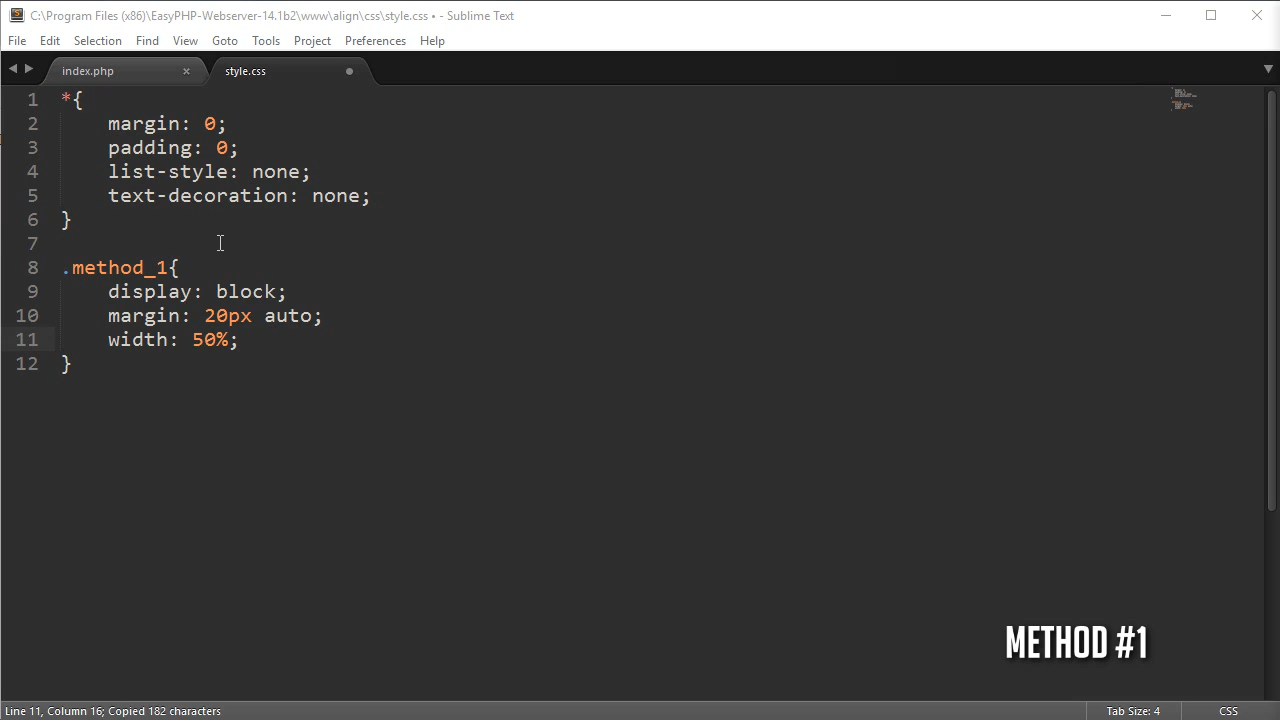 C:\Program Files (x86)\EasyPHP-Webserver-14.1b2\www\align\css\style.css • - Sublime Text
File Edit Selection Find View Goto Tools Project Preferences Help
index.php × style.css
1 *{
2 margin: 0;
3 padding: 0;
4 list-style: none;
5 text-decoration: none;
6 }
7
8 .method_1{
9 display: block;
10 margin: 20px auto;
11 width: 50%;
12 }
METHOD #1
Line 11, Column 16; Copied 182 characters Tab Size: 4 CSS